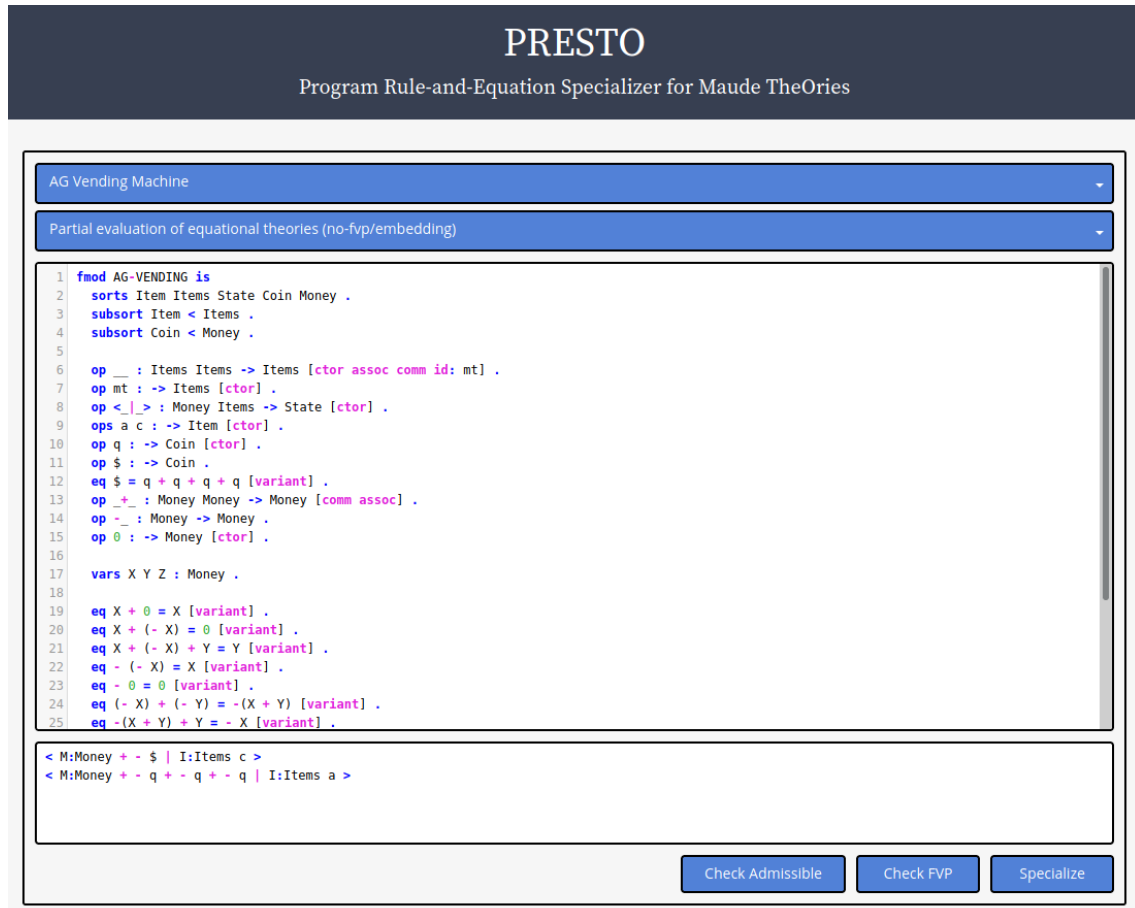 PRESTO
Program Rule-and-Equation Specializer for Maude TheOries
AG Vending Machine
Partial evaluation of equational theories (no-fvp/embedding)
1 fmod AG-VENDING is
2 sorts Item Items State Coin Money .
3 subsort Item < Items .
4 subsort Coin < Money .
5
6 op __ : Items Items -> Items [ctor assoc comm id: mt] .
7 op mt : -> Items [ctor] .
8 op <_|_> : Money Items -> State [ctor] .
9 ops a c : -> Item [ctor] .
10 op q : -> Coin [ctor] .
11 op $ : -> Coin .
12 eq $ = q + q + q + q [variant] .
13 op _+_ : Money Money -> Money [comm assoc] .
14 op -_ : Money -> Money .
15 op 0 : -> Money [ctor] .
16
17 vars X Y Z : Money .
18
19 eq X + 0 = X [variant] .
20 eq X + (- X) = 0 [variant] .
21 eq X + (- X) + Y = Y [variant] .
22 eq - (- X) = X [variant] .
23 eq - 0 = 0 [variant] .
24 eq (- X) + (- Y) = -(X + Y) [variant] .
25 eq -(X + Y) + Y = - X [variant] .
< M:Money + - $ | I:Items c >
< M:Money + - q + - q + - q | I:Items a >
Check Admissible
Check FVP
Specialize